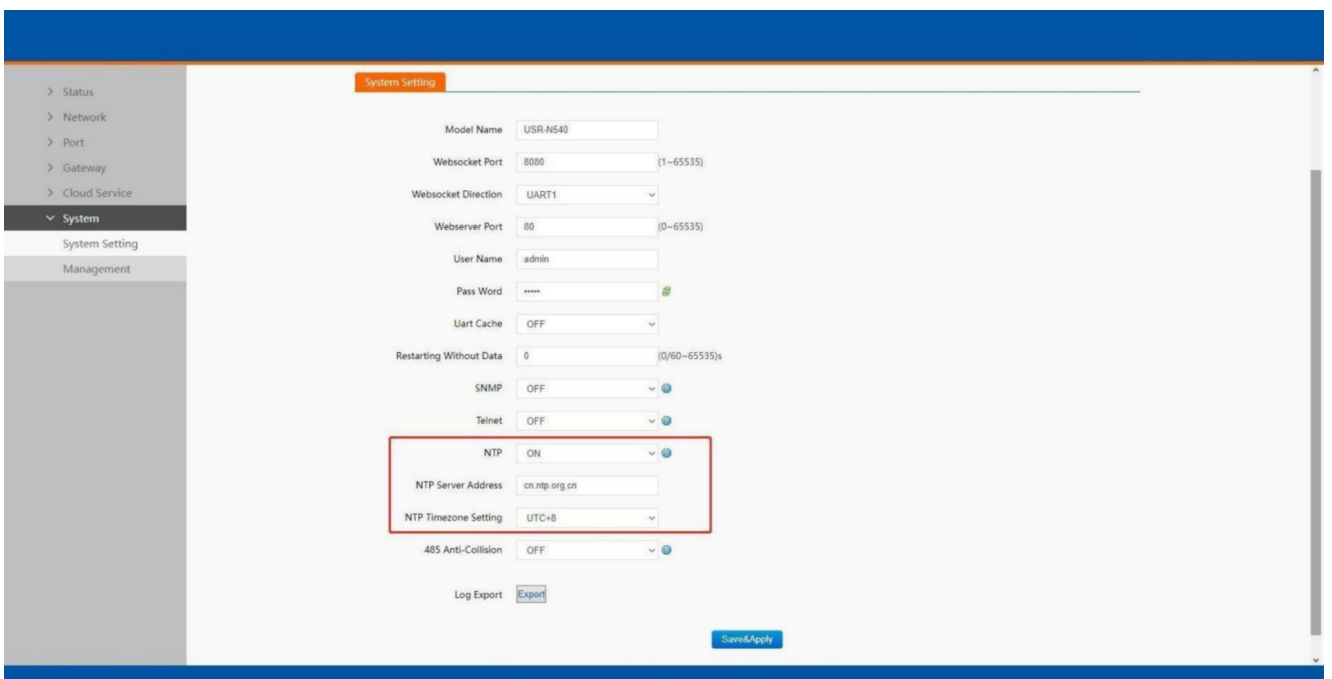 System Setting
Status
Network
Port
Gateway
Cloud Service
System
System Setting
Management
Model Name USR-N540
Websocket Port 8080 (1~65535)
Websocket Direction UART1
Webserver Port 80 (0~65535)
User Name admin
Pass Word •••••
Uart Cache OFF
Restarting Without Data 0 (0/60~65535)s
SNMP OFF
Telnet OFF
NTP ON
NTP Server Address cn.ntp.org.cn
NTP Timezone Setting UTC+8
485 Anti-Collision OFF
Log Export Export
Save&Apply